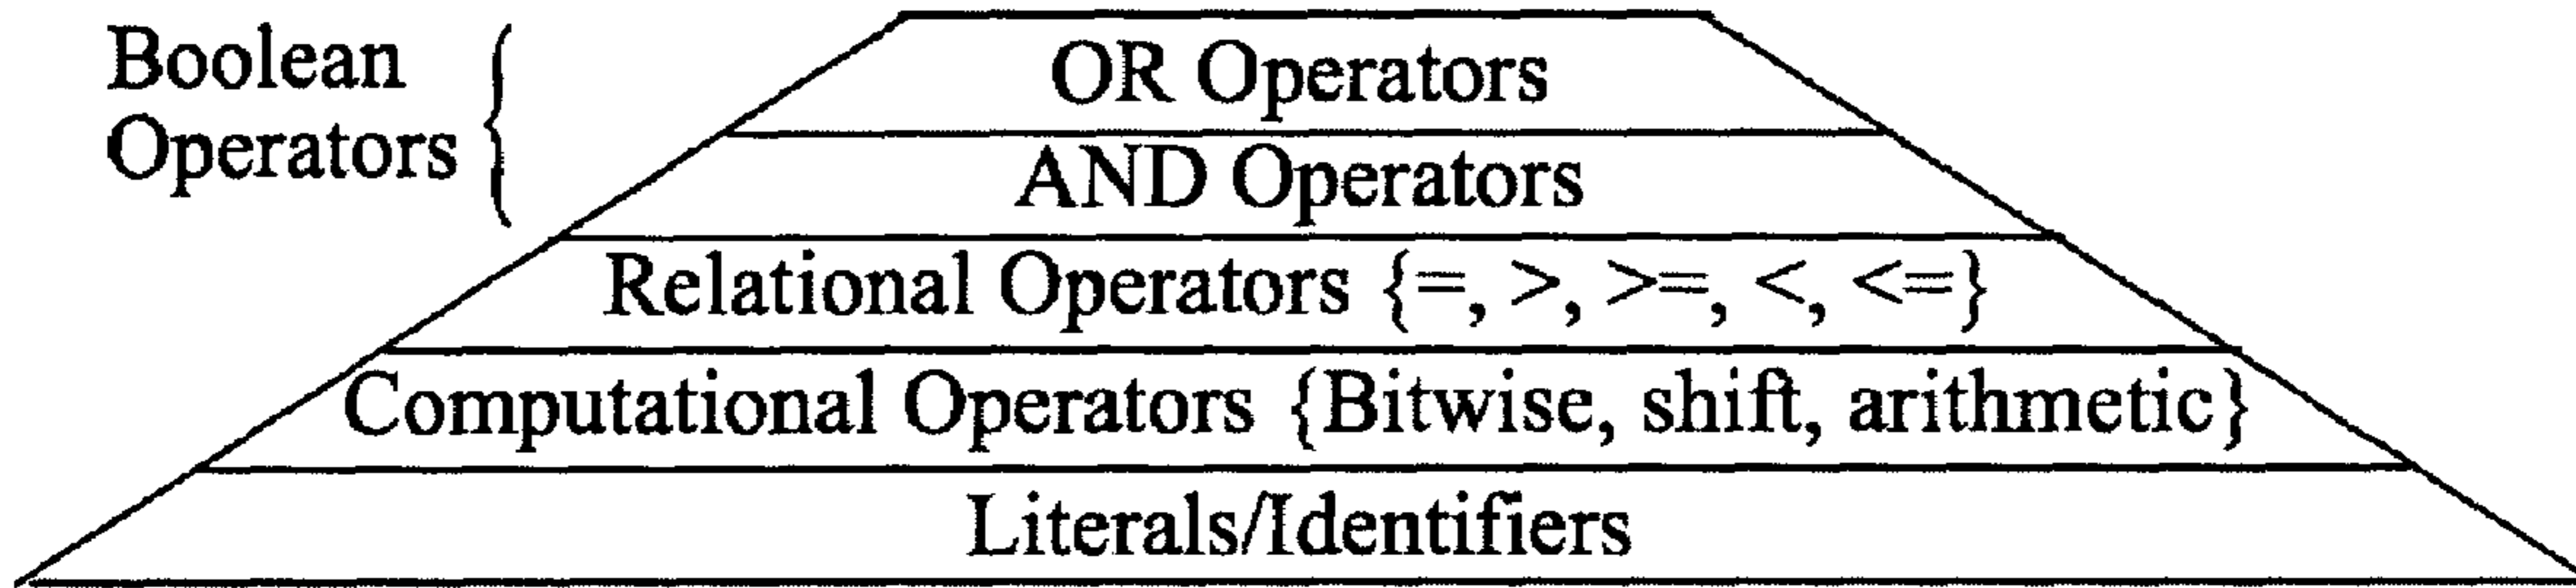 Boolean
Operators
OR Operators
AND Operators
Relational Operators {=, >, >=, <, <=}
Computational Operators {Bitwise, shift, arithmetic}
Literals/Identifiers